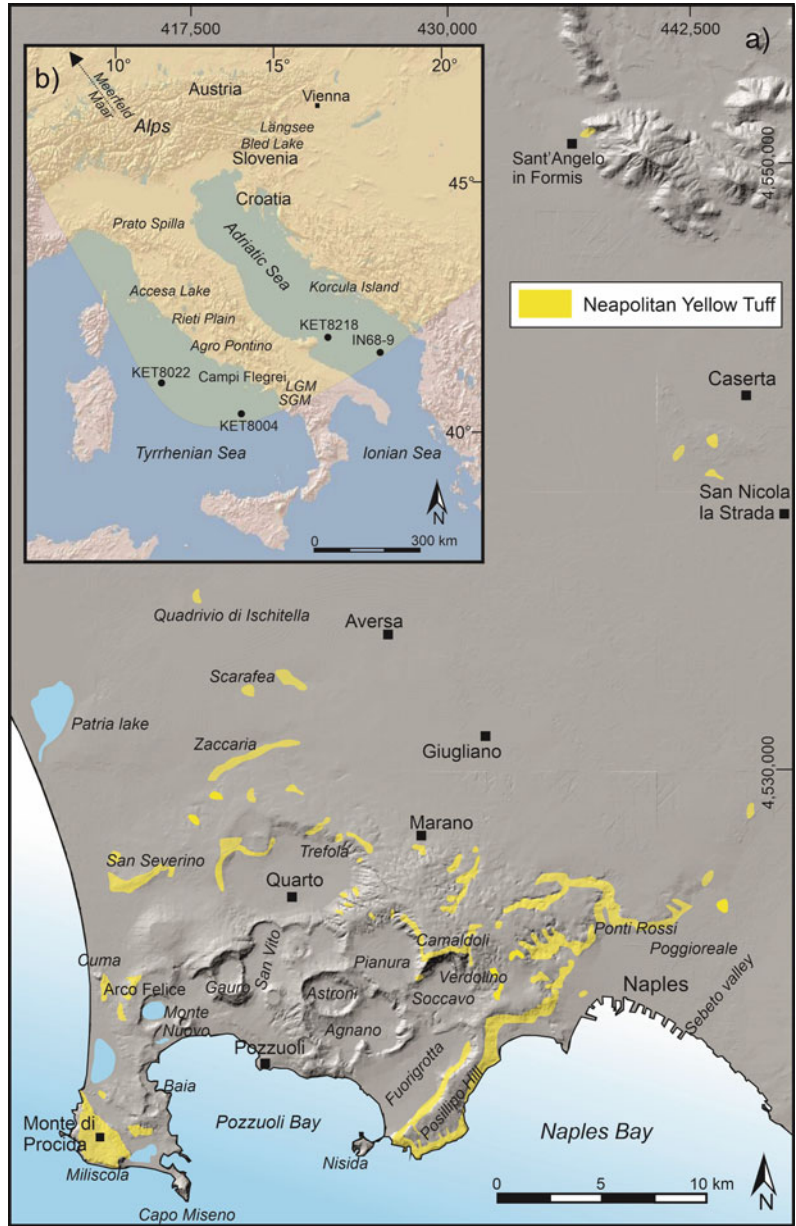 417,500
430,000
442,500
a)
b)
10°
15°
20°
Meerfeld
Maar
Austria
Vienna
Alps
Längsee
Bled Lake
Slovenia
Croatia
45°
Prato Spilla
Adriatic Sea
Korcula Island
Accesa Lake
Rieti Plain
KET8218
IN68-9
Agro Pontino
KET8022
Campi Flegrei
LGM
SGM
KET8004
40°
Tyrrhenian Sea
Ionian Sea
N
0
300 km
Sant'Angelo
in Formis
4,550,000
Neapolitan Yellow Tuff
Caserta
San Nicola
la Strada
Quadrivio di Ischitella
Aversa
Scarafea
Patria lake
Zaccaria
Giugliano
4,530,000
Marano
San Severino
Trefola
Quarto
Ponti Rossi
Camaldoli
Poggioreale
Cuma
San Vito
Pianura
Verdolino
Arco Felice
Gauro
Astroni
Soccavo
Naples
Sebeto valley
Monte
Nuovo
Agnano
Pozzuoli
Fuorigrotta
Posillipo Hill
Baia
Monte di
Procida
Pozzuoli Bay
Naples Bay
Nisida
Miliscola
Capo Miseno
0
5
10 km
N